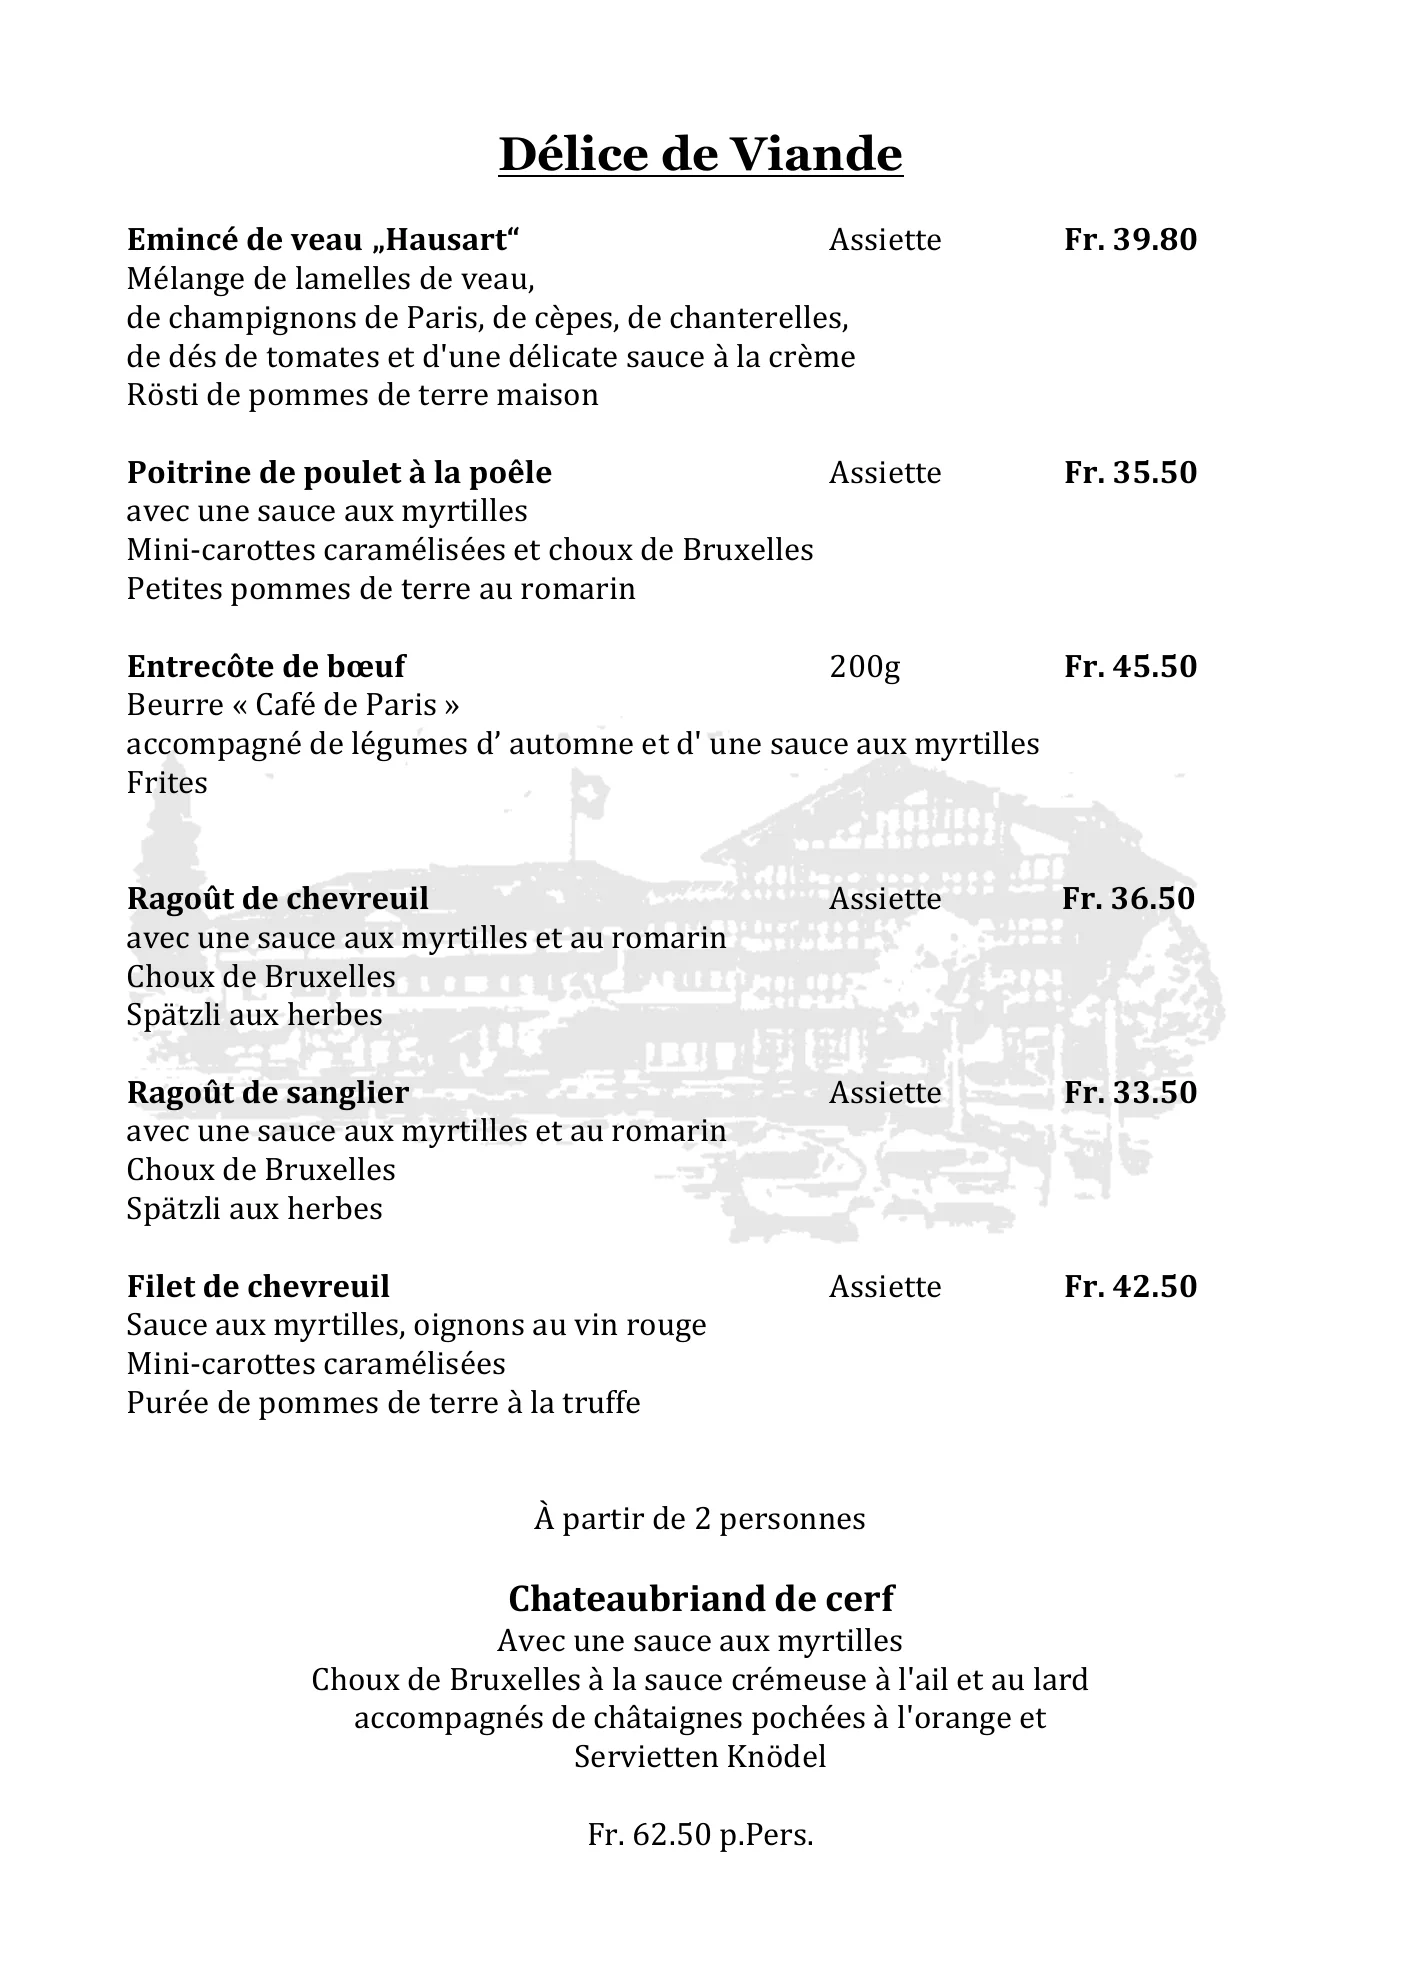 Délice de Viande
Emincé de veau „Hausart“ Assiette Fr. 39.80
Mélange de lamelles de veau,
de champignons de Paris, de cèpes, de chanterelles,
de dés de tomates et d'une délicate sauce à la crème
Rösti de pommes de terre maison
Poitrine de poulet à la poêle Assiette Fr. 35.50
avec une sauce aux myrtilles
Mini-carottes caramélisées et choux de Bruxelles
Petites pommes de terre au romarin
Entrecôte de bœuf 200g Fr. 45.50
Beurre « Café de Paris »
accompagné de légumes d’ automne et d' une sauce aux myrtilles
Frites
Ragoût de chevreuil Assiette Fr. 36.50
avec une sauce aux myrtilles et au romarin
Choux de Bruxelles
Spätzli aux herbes
Ragoût de sanglier Assiette Fr. 33.50
avec une sauce aux myrtilles et au romarin
Choux de Bruxelles
Spätzli aux herbes
Filet de chevreuil Assiette Fr. 42.50
Sauce aux myrtilles, oignons au vin rouge
Mini-carottes caramélisées
Purée de pommes de terre à la truffe
À partir de 2 personnes
Chateaubriand de cerf
Avec une sauce aux myrtilles
Choux de Bruxelles à la sauce crémeuse à l'ail et au lard
accompagnés de châtaignes pochées à l'orange et
Servietten Knödel
Fr. 62.50 p.Pers.